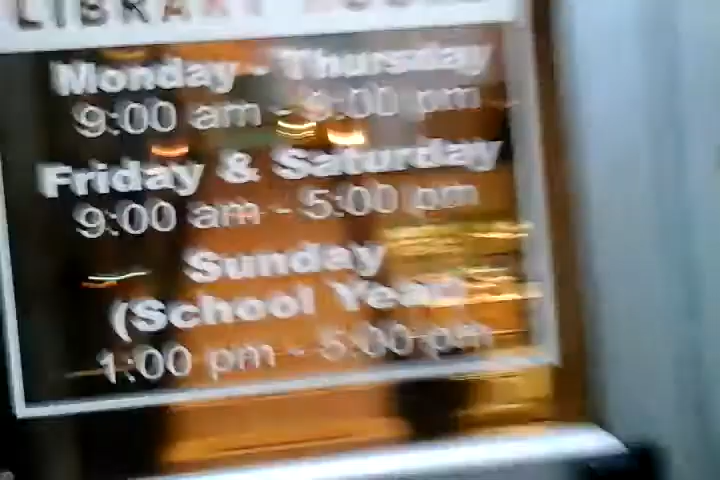 LIBRARY HOURS
Monday - Thursday
9:00 am - 9:00 pm
Friday & Saturday
9:00 am - 5:00 pm
Sunday
(School Year)
1:00 pm - 5:00 pm